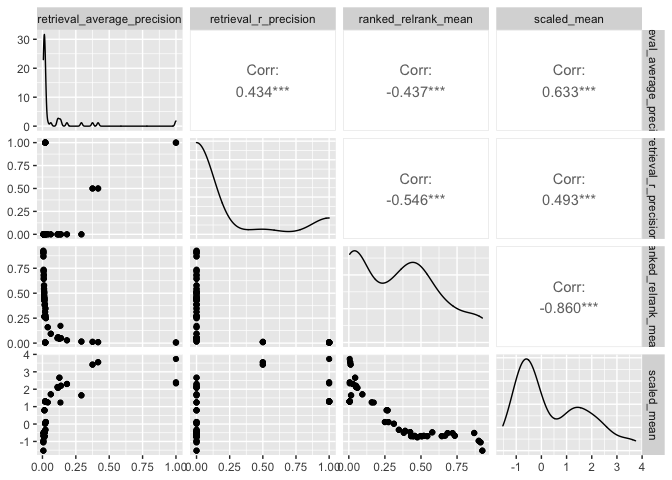 retrieval_average_precision retrieval_r_precision ranked_relrank_mean scaled_mean
30
20
10
0
Corr:
0.434***
Corr:
-0.437***
Corr:
0.633***
1.00
0.75
0.50
0.25
0.00
Corr:
-0.546***
Corr:
0.493***
0.75
0.50
0.25
0.00
Corr:
-0.860***
scaled_mean
4
3
2
1
0
-1
0.00 0.25 0.50 0.75 1.00 0.00 0.25 0.50 0.75 1.00 0.00 0.25 0.50 0.75 -1 0 1 2 3 4